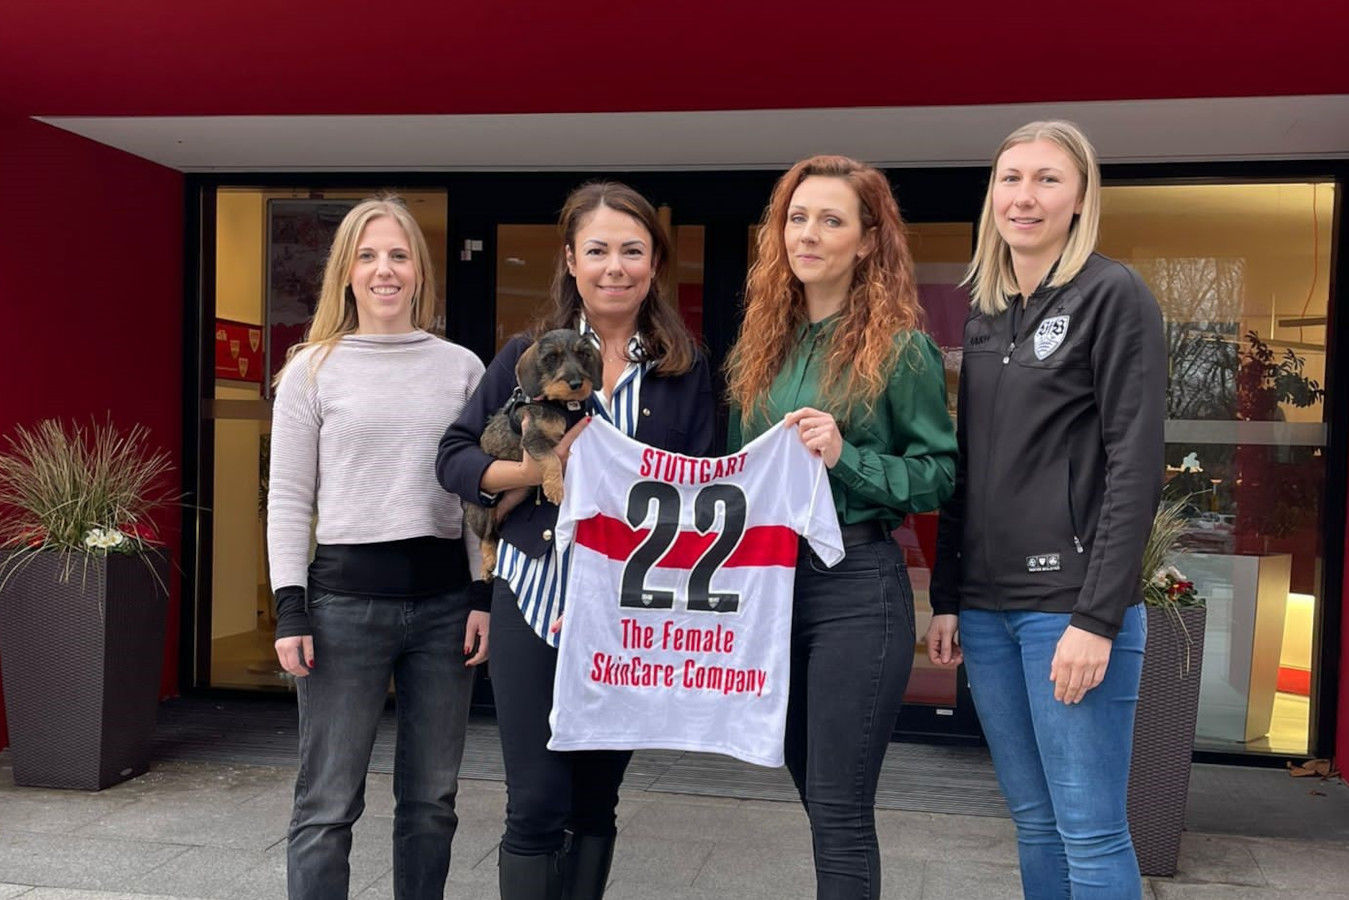 STUTTGART
22
The Female
SkinCare Company